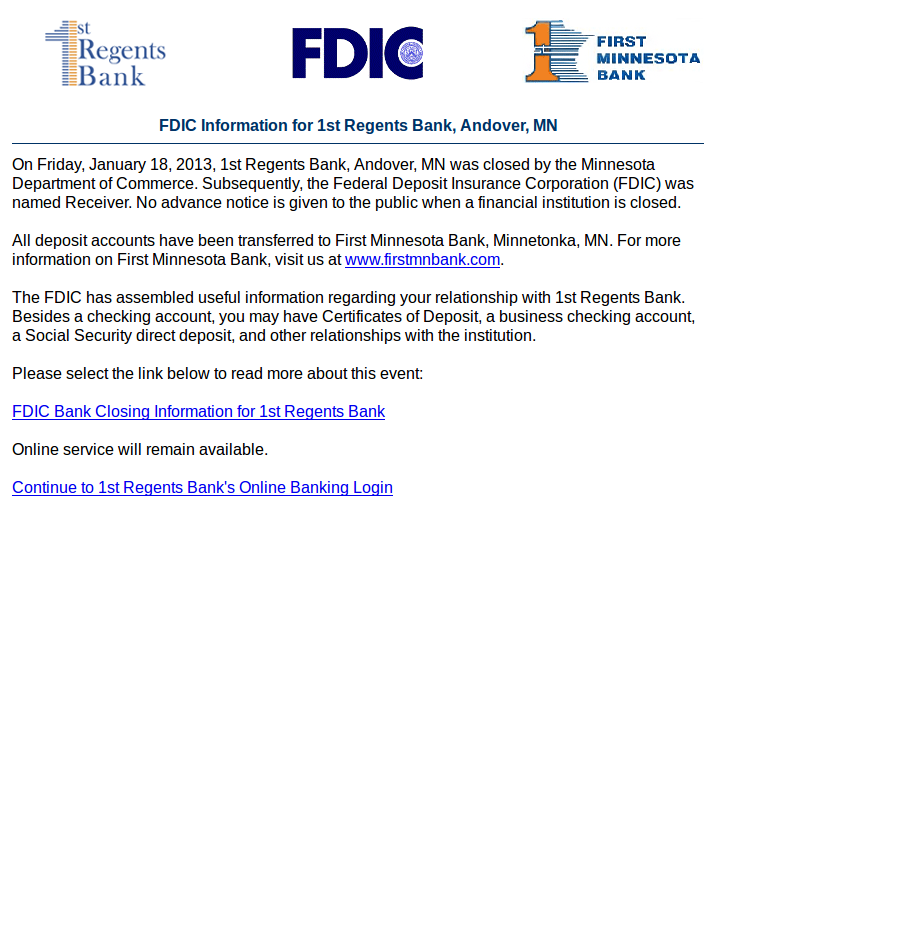 1st
Regents
Bank
FDIC
1 FIRST
MINNESOTA
BANK
FDIC Information for 1st Regents Bank, Andover, MN
On Friday, January 18, 2013, 1st Regents Bank, Andover, MN was closed by the Minnesota
Department of Commerce. Subsequently, the Federal Deposit Insurance Corporation (FDIC) was
named Receiver. No advance notice is given to the public when a financial institution is closed.
All deposit accounts have been transferred to First Minnesota Bank, Minnetonka, MN. For more
information on First Minnesota Bank, visit us at www.firstmnbank.com.
The FDIC has assembled useful information regarding your relationship with 1st Regents Bank.
Besides a checking account, you may have Certificates of Deposit, a business checking account,
a Social Security direct deposit, and other relationships with the institution.
Please select the link below to read more about this event:
FDIC Bank Closing Information for 1st Regents Bank
Online service will remain available.
Continue to 1st Regents Bank's Online Banking Login